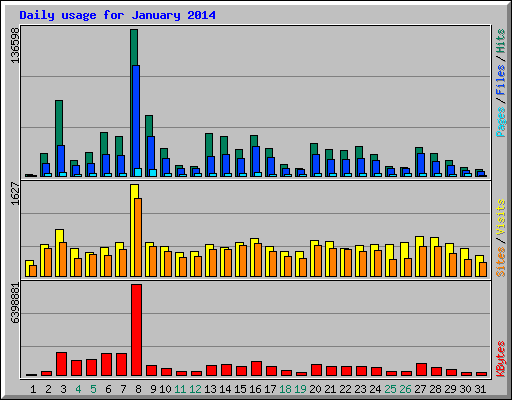 Daily usage for January 2014
136598
Pages / Files / Hits
1627
Sites / Visits
6398881
KBytes
1 2 3 4 5 6 7 8 9 10 11 12 13 14 15 16 17 18 19 20 21 22 23 24 25 26 27 28 29 30 31